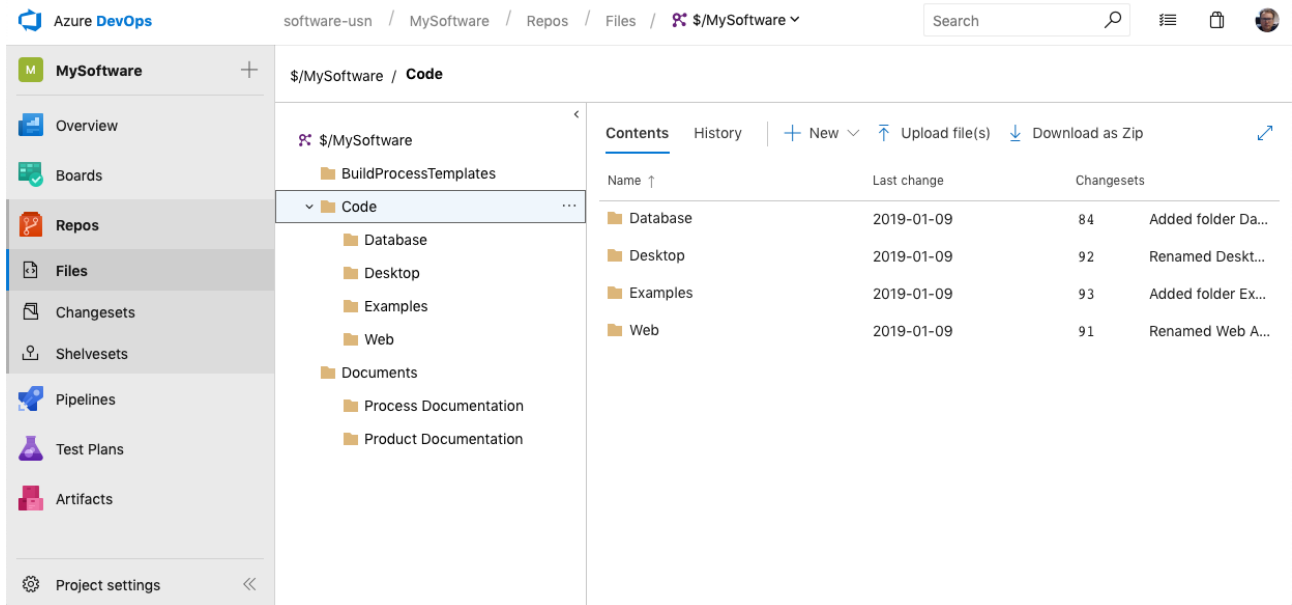 Azure DevOps
software-usn / MySoftware / Repos / Files / $/MySoftware
Search
M MySoftware
Overview
Boards
Repos
Files
Changesets
Shelvesets
Pipelines
Test Plans
Artifacts
Project settings
$/MySoftware / Code
$/MySoftware
BuildProcessTemplates
Code ...
Database
Desktop
Examples
Web
Documents
Process Documentation
Product Documentation
Contents History New Upload file(s) Download as Zip
Name ↑ Last change Changesets
Database 2019-01-09 84 Added folder Da...
Desktop 2019-01-09 92 Renamed Deskt...
Examples 2019-01-09 93 Added folder Ex...
Web 2019-01-09 91 Renamed Web A...